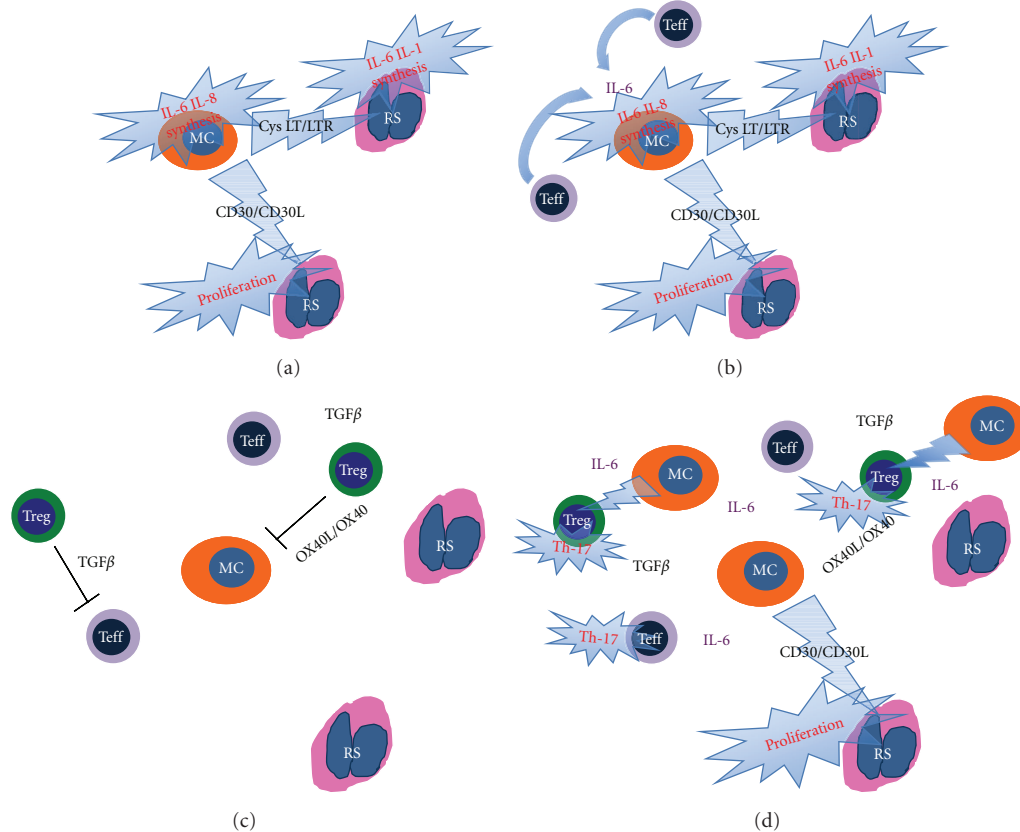 IL-6 IL-1
synthesis
RS
IL-6 IL-8
synthesis
MC
Cys LT/LTR
CD30/CD30L
Proliferation
RS
(a)
Teff
IL-6
IL-6 IL-1
synthesis
RS
IL-6 IL-8
synthesis
MC
Cys LT/LTR
Teff
CD30/CD30L
Proliferation
RS
(b)
TGFβ
Teff
Treg
Treg
OX40L/OX40
TGFβ
MC
RS
Teff
RS
(c)
MC
TGFβ
Teff
Treg
IL-6
MC
IL-6
Th-17
IL-6
Treg
Th-17
OX40L/OX40
RS
TGFβ
MC
Th-17
Teff
IL-6
CD30/CD30L
Proliferation
RS
(d)